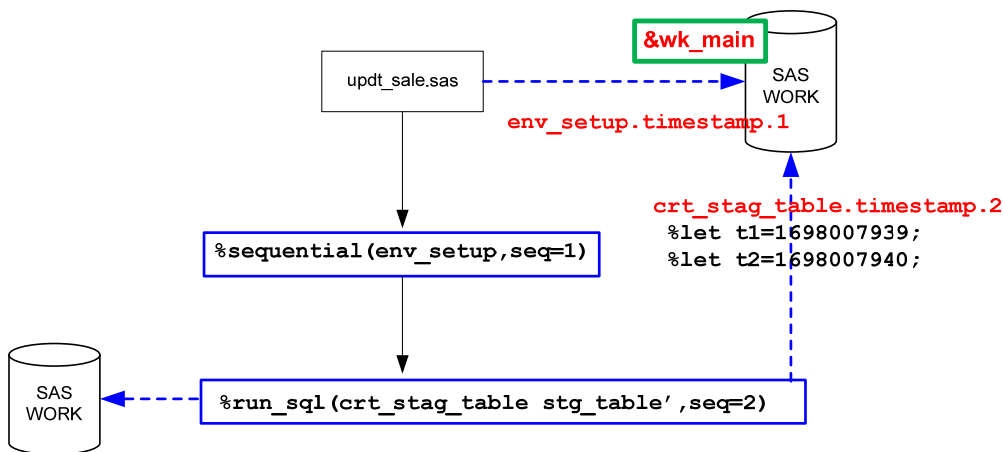 &wk_main
updt_sale.sas
SAS
WORK
env_setup.timestamp.1
crt_stag_table.timestamp.2
%let t1=1698007939;
%let t2=1698007940;
%sequential(env_setup,seq=1)
SAS
WORK
%run_sql(crt_stag_table stg_table’,seq=2)